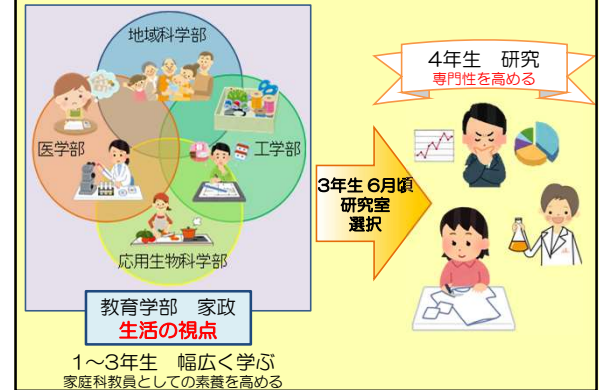 地域科学部
医学部
工学部
応用生物科学部
教育学部 家政
生活の視点
1～3年生 幅広く学ぶ
家庭科教員としての素養を高める
3年生 6月頃
研究室
選択
4年生 研究
専門性を高める